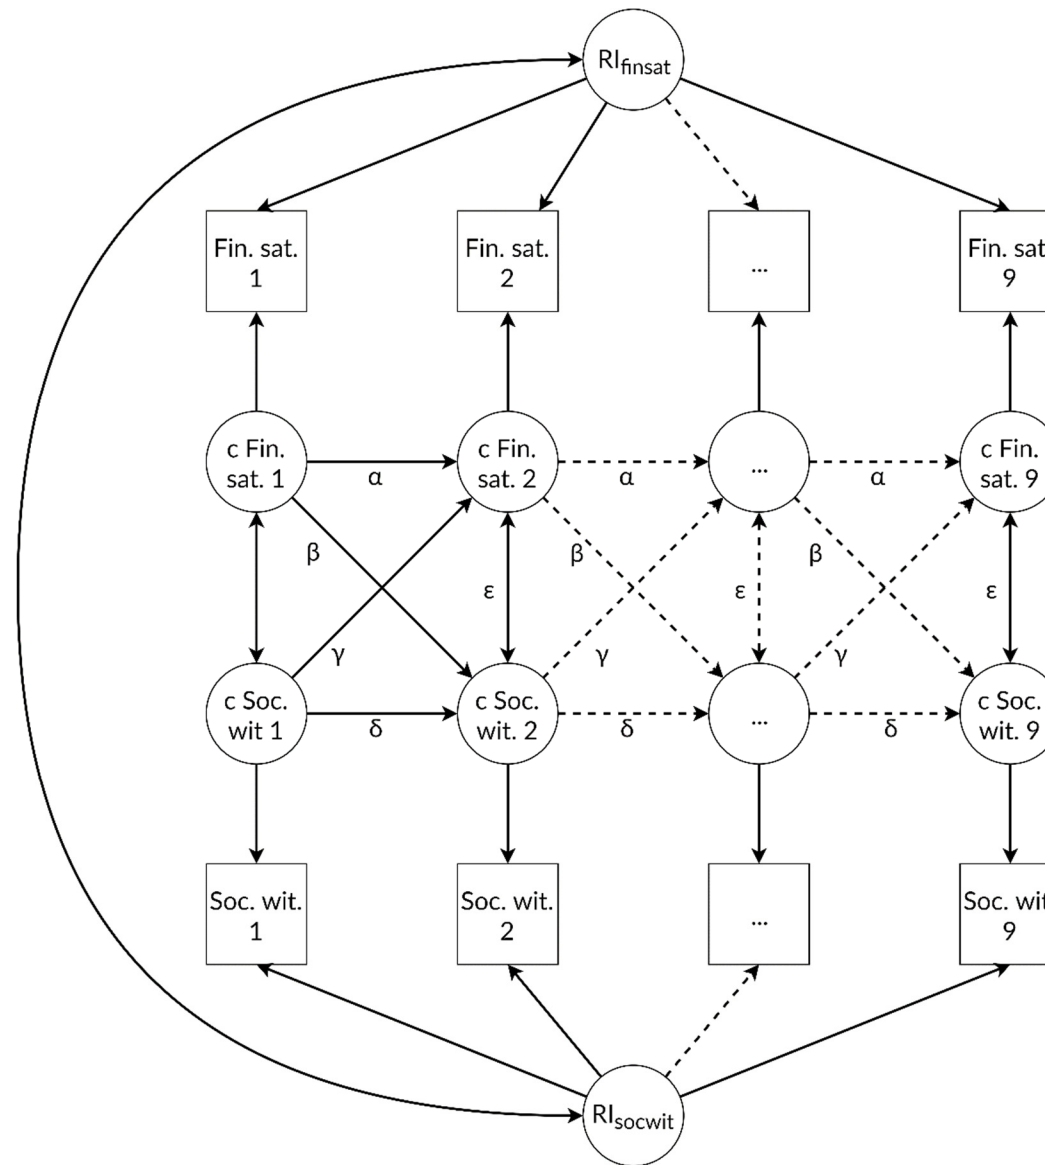 RIfinsat
Fin. sat.
1
Fin. sat.
2
...
Fin. sat
9
c Fin.
sat. 1
c Fin.
sat. 2
...
c Fin.
sat. 9
α
α
α
β
β
β
ε
ε
ε
γ
γ
γ
c Soc.
wit 1
c Soc.
wit. 2
...
c Soc.
wit. 9
δ
δ
δ
Soc. wit.
1
Soc. wit.
2
...
Soc. wit
9
RIsocwit